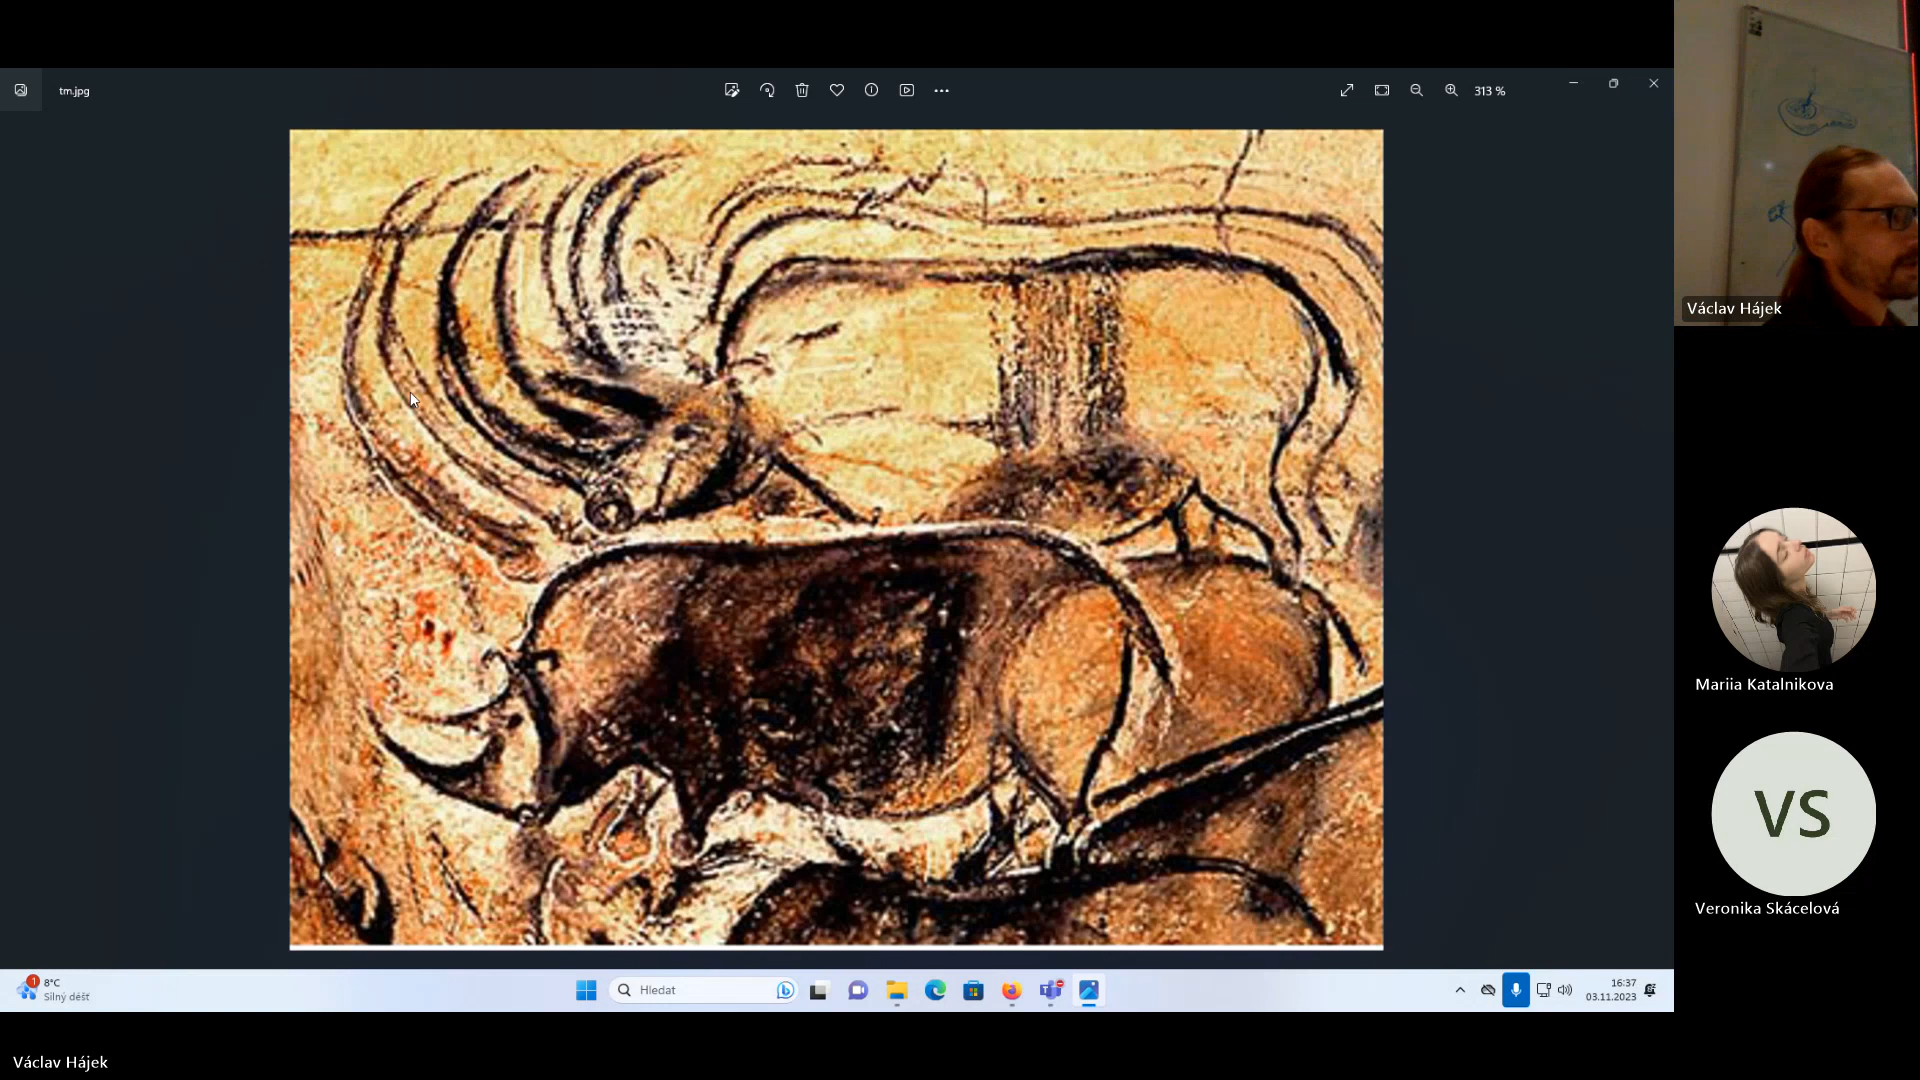 tm.jpg
313 %
Václav Hájek
Mariia Katalnikova
VS
Veronika Skácelová
1
8°C
Silný déšť
Hledat
16:37
03.11.2023
Václav Hájek